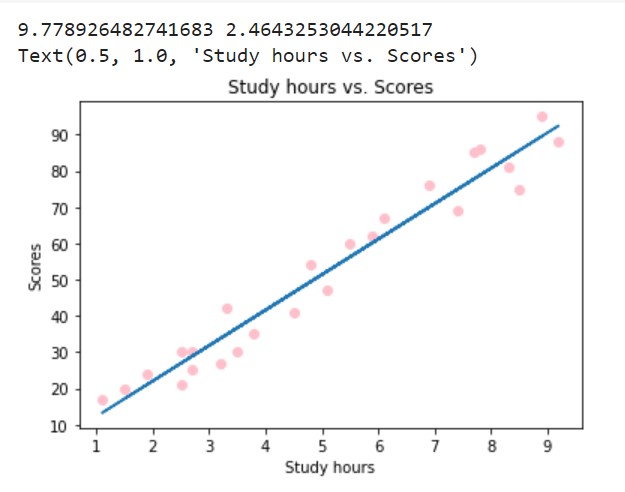 9.778926482741683 2.4643253044220517
Text(0.5, 1.0, 'Study hours vs. Scores')
Study hours vs. Scores
90
80
70
60
50
40
30
20
10
Scores
1 2 3 4 5 6 7 8 9
Study hours